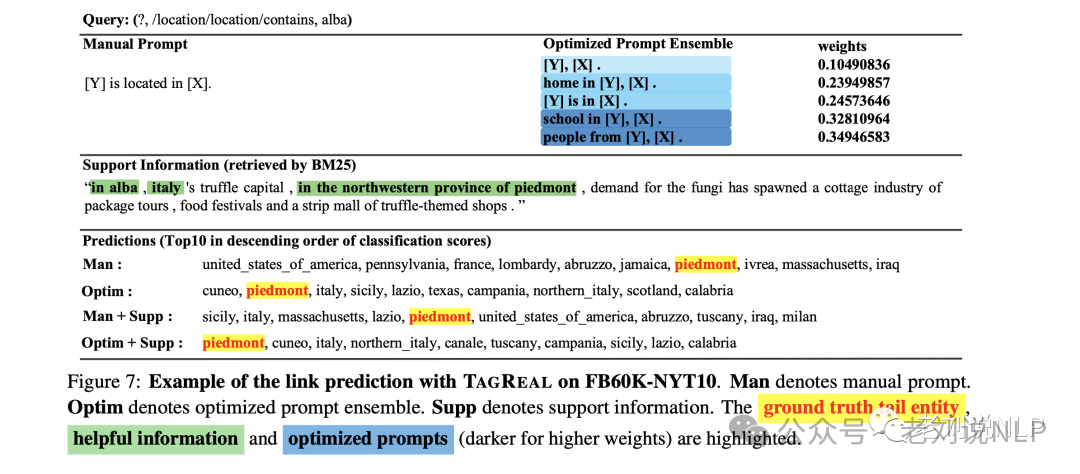 Query: (?, /location/location/contains, alba)
Manual Prompt Optimized Prompt Ensemble weights
[Y], [X] . 0.10490836
[Y] is located in [X]. home in [Y], [X] . 0.23949857
[Y] is in [X] . 0.24573646
school in [Y], [X] . 0.32810964
people from [Y], [X] . 0.34946583
Support Information (retrieved by BM25)
“in alba , italy 's truffle capital , in the northwestern province of piedmont , demand for the fungi has spawned a cottage industry of
package tours , food festivals and a strip mall of truffle-themed shops . ”
Predictions (Top10 in descending order of classification scores)
Man : united_states_of_america, pennsylvania, france, lombardy, abruzzo, jamaica, piedmont, ivrea, massachusetts, iraq
Optim : cuneo, piedmont, italy, sicily, lazio, texas, campania, northern_italy, scotland, calabria
Man + Supp : sicily, italy, massachusetts, lazio, piedmont, united_states_of_america, abruzzo, tuscany, iraq, milan
Optim + Supp : piedmont, cuneo, italy, northern_italy, canale, tuscany, campania, sicily, lazio, calabria
Figure 7: Example of the link prediction with TAGREAL on FB60K-NYT10. Man denotes manual prompt.
Optim denotes optimized prompt ensemble. Supp denotes support information. The ground truth tail entity ,
helpful information and optimized prompts (darker for higher weights) are highlighted.
公众号 · 老刘说NLP